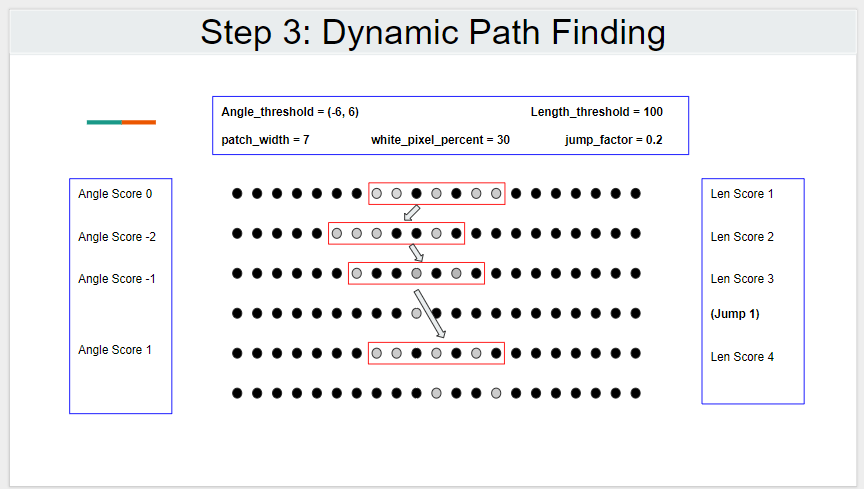 Step 3: Dynamic Path Finding
Angle_threshold = (-6, 6) Length_threshold = 100
patch_width = 7 white_pixel_percent = 30 jump_factor = 0.2
Angle Score 0 Len Score 1
Angle Score -2 Len Score 2
Angle Score -1 Len Score 3
(Jump 1)
Angle Score 1 Len Score 4